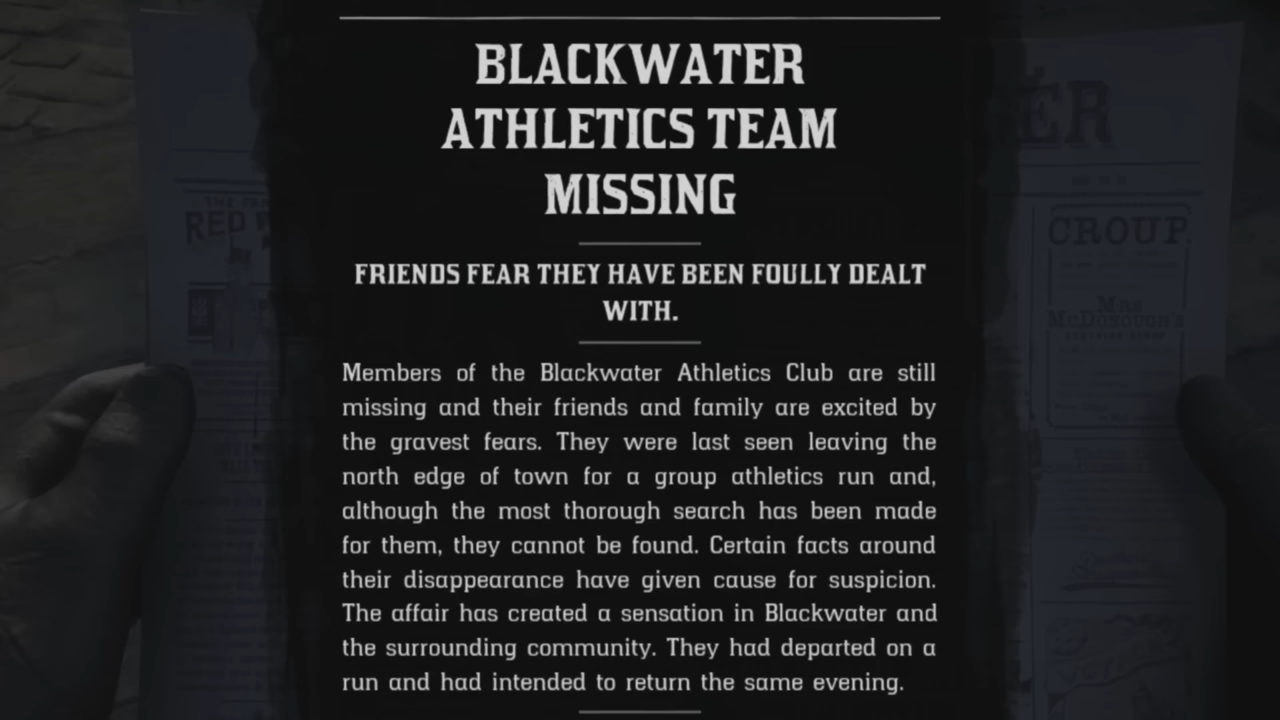 BLACKWATER
ATHLETICS TEAM
MISSING
FRIENDS FEAR THEY HAVE BEEN FOULLY DEALT
WITH.
Members of the Blackwater Athletics Club are still
missing and their friends and family are excited by
the gravest fears. They were last seen leaving the
north edge of town for a group athletics run and,
although the most thorough search has been made
for them, they cannot be found. Certain facts around
their disappearance have given cause for suspicion.
The affair has created a sensation in Blackwater and
the surrounding community. They had departed on a
run and had intended to return the same evening.
THE
RED
CROUP
Mrs
McDonough's